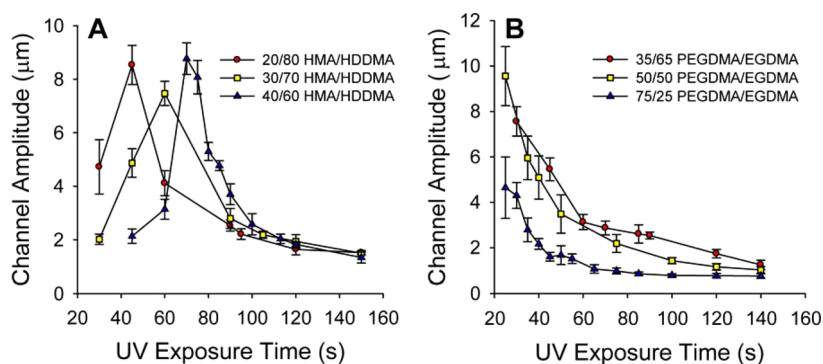 A
20/80 HMA/HDDMA
30/70 HMA/HDDMA
40/60 HMA/HDDMA
Channel Amplitude (μm)
10
8
6
4
2
0
20 40 60 80 100 120 140 160
UV Exposure Time (s)
B
35/65 PEGDMA/EGDMA
50/50 PEGDMA/EGDMA
75/25 PEGDMA/EGDMA
Channel Amplitude ( μm)
12
10
8
6
4
2
0
20 40 60 80 100 120 140 160
UV Exposure Time (s)